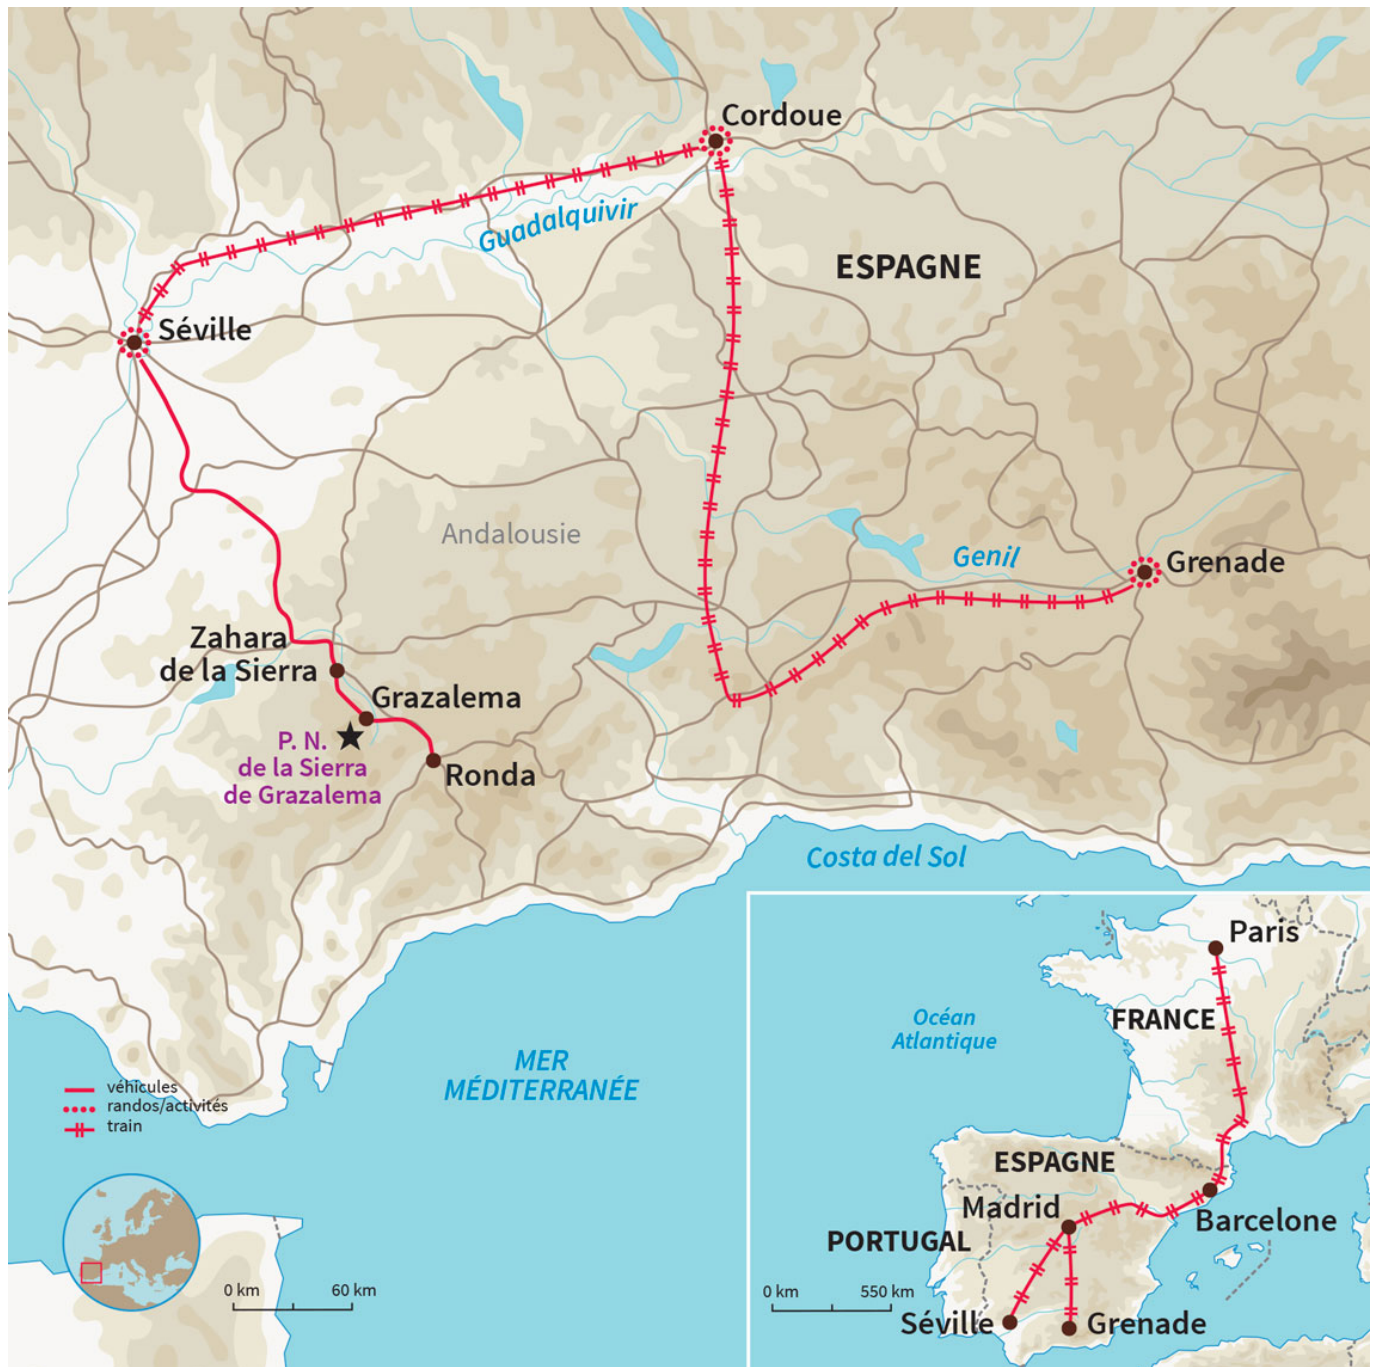 Cordoue
Guadalquivir
ESPAGNE
Séville
Andalousie
Genil
Grenade
Zahara
de la Sierra
Grazalema
P. N.
de la Sierra
de Grazalema
Ronda
Costa del Sol
MER
MÉDITERRANÉE
véhicules
randos/activités
train
0 km
60 km
Paris
Océan
Atlantique
FRANCE
ESPAGNE
Madrid
Barcelone
PORTUGAL
0 km
550 km
Séville
Grenade